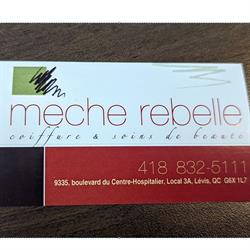 meche rebelle
coiffure & soins de beauté
418 832-5111
9335, boulevard du Centre-Hospitalier, Local 3A, Lévis, QC G6X 1L7